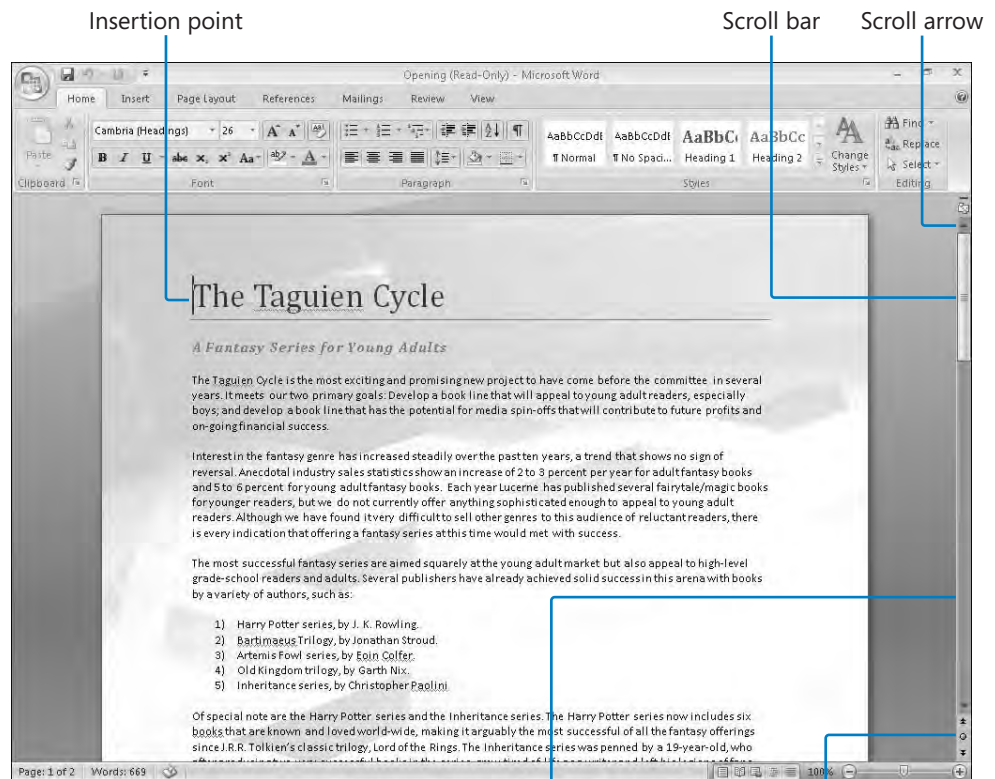 Insertion point Scroll bar Scroll arrow
Opening (Read-Only) - Microsoft Word
Home Insert Page Layout References Mailings Review View
Cambria (Headings) 26
AaBbCcDdE AaBbCcDdE AaBbC AaBbCc
Find
Replace
Select
Paste
B I U abe x₂ x² Aa
¶ Normal ¶ No Spaci... Heading 1 Heading 2
Change Styles
Clipboard Font Paragraph Styles Editing
The Taguien Cycle
A Fantasy Series for Young Adults
The Taguien Cycle is the most exciting and promising new project to have come before the committee in several
years. It meets our two primary goals: Develop a book line that will appeal to young adult readers, especially
boys; and develop a book line that has the potential for media spin-offs that will contribute to future profits and
on-going financial success.
Interest in the fantasy genre has increased steadily over the past ten years, a trend that shows no sign of
reversal. Anecdotal industry sales statistics show an increase of 2 to 3 percent per year for adult fantasy books
and 5 to 6 percent for young adult fantasy books. Each year Lucerne has published several fairytale/magic books
for younger readers, but we do not currently offer anything sophisticated enough to appeal to young adult
readers. Although we have found it very difficult to sell other genres to this audience of reluctant readers, there
is every indication that offering a fantasy series at this time would met with success.
The most successful fantasy series are aimed squarely at the young adult market but also appeal to high-level
grade-school readers and adults. Several publishers have already achieved solid success in this arena with books
by a variety of authors, such as:
1) Harry Potter series, by J. K. Rowling.
2) Bartimaeus Trilogy, by Jonathan Stroud.
3) Artemis Fowl series, by Eoin Colfer.
4) Old Kingdom trilogy, by Garth Nix.
5) Inheritance series, by Christopher Paolini
Of special note are the Harry Potter series and the Inheritance series. The Harry Potter series now includes six
books that are known and loved world-wide, making it arguably the most successful of all the fantasy offerings
since J.R.R. Tolkien's classic trilogy, Lord of the Rings. The Inheritance series was penned by a 19-year-old, who
Page: 1 of 2 Words: 669 100%